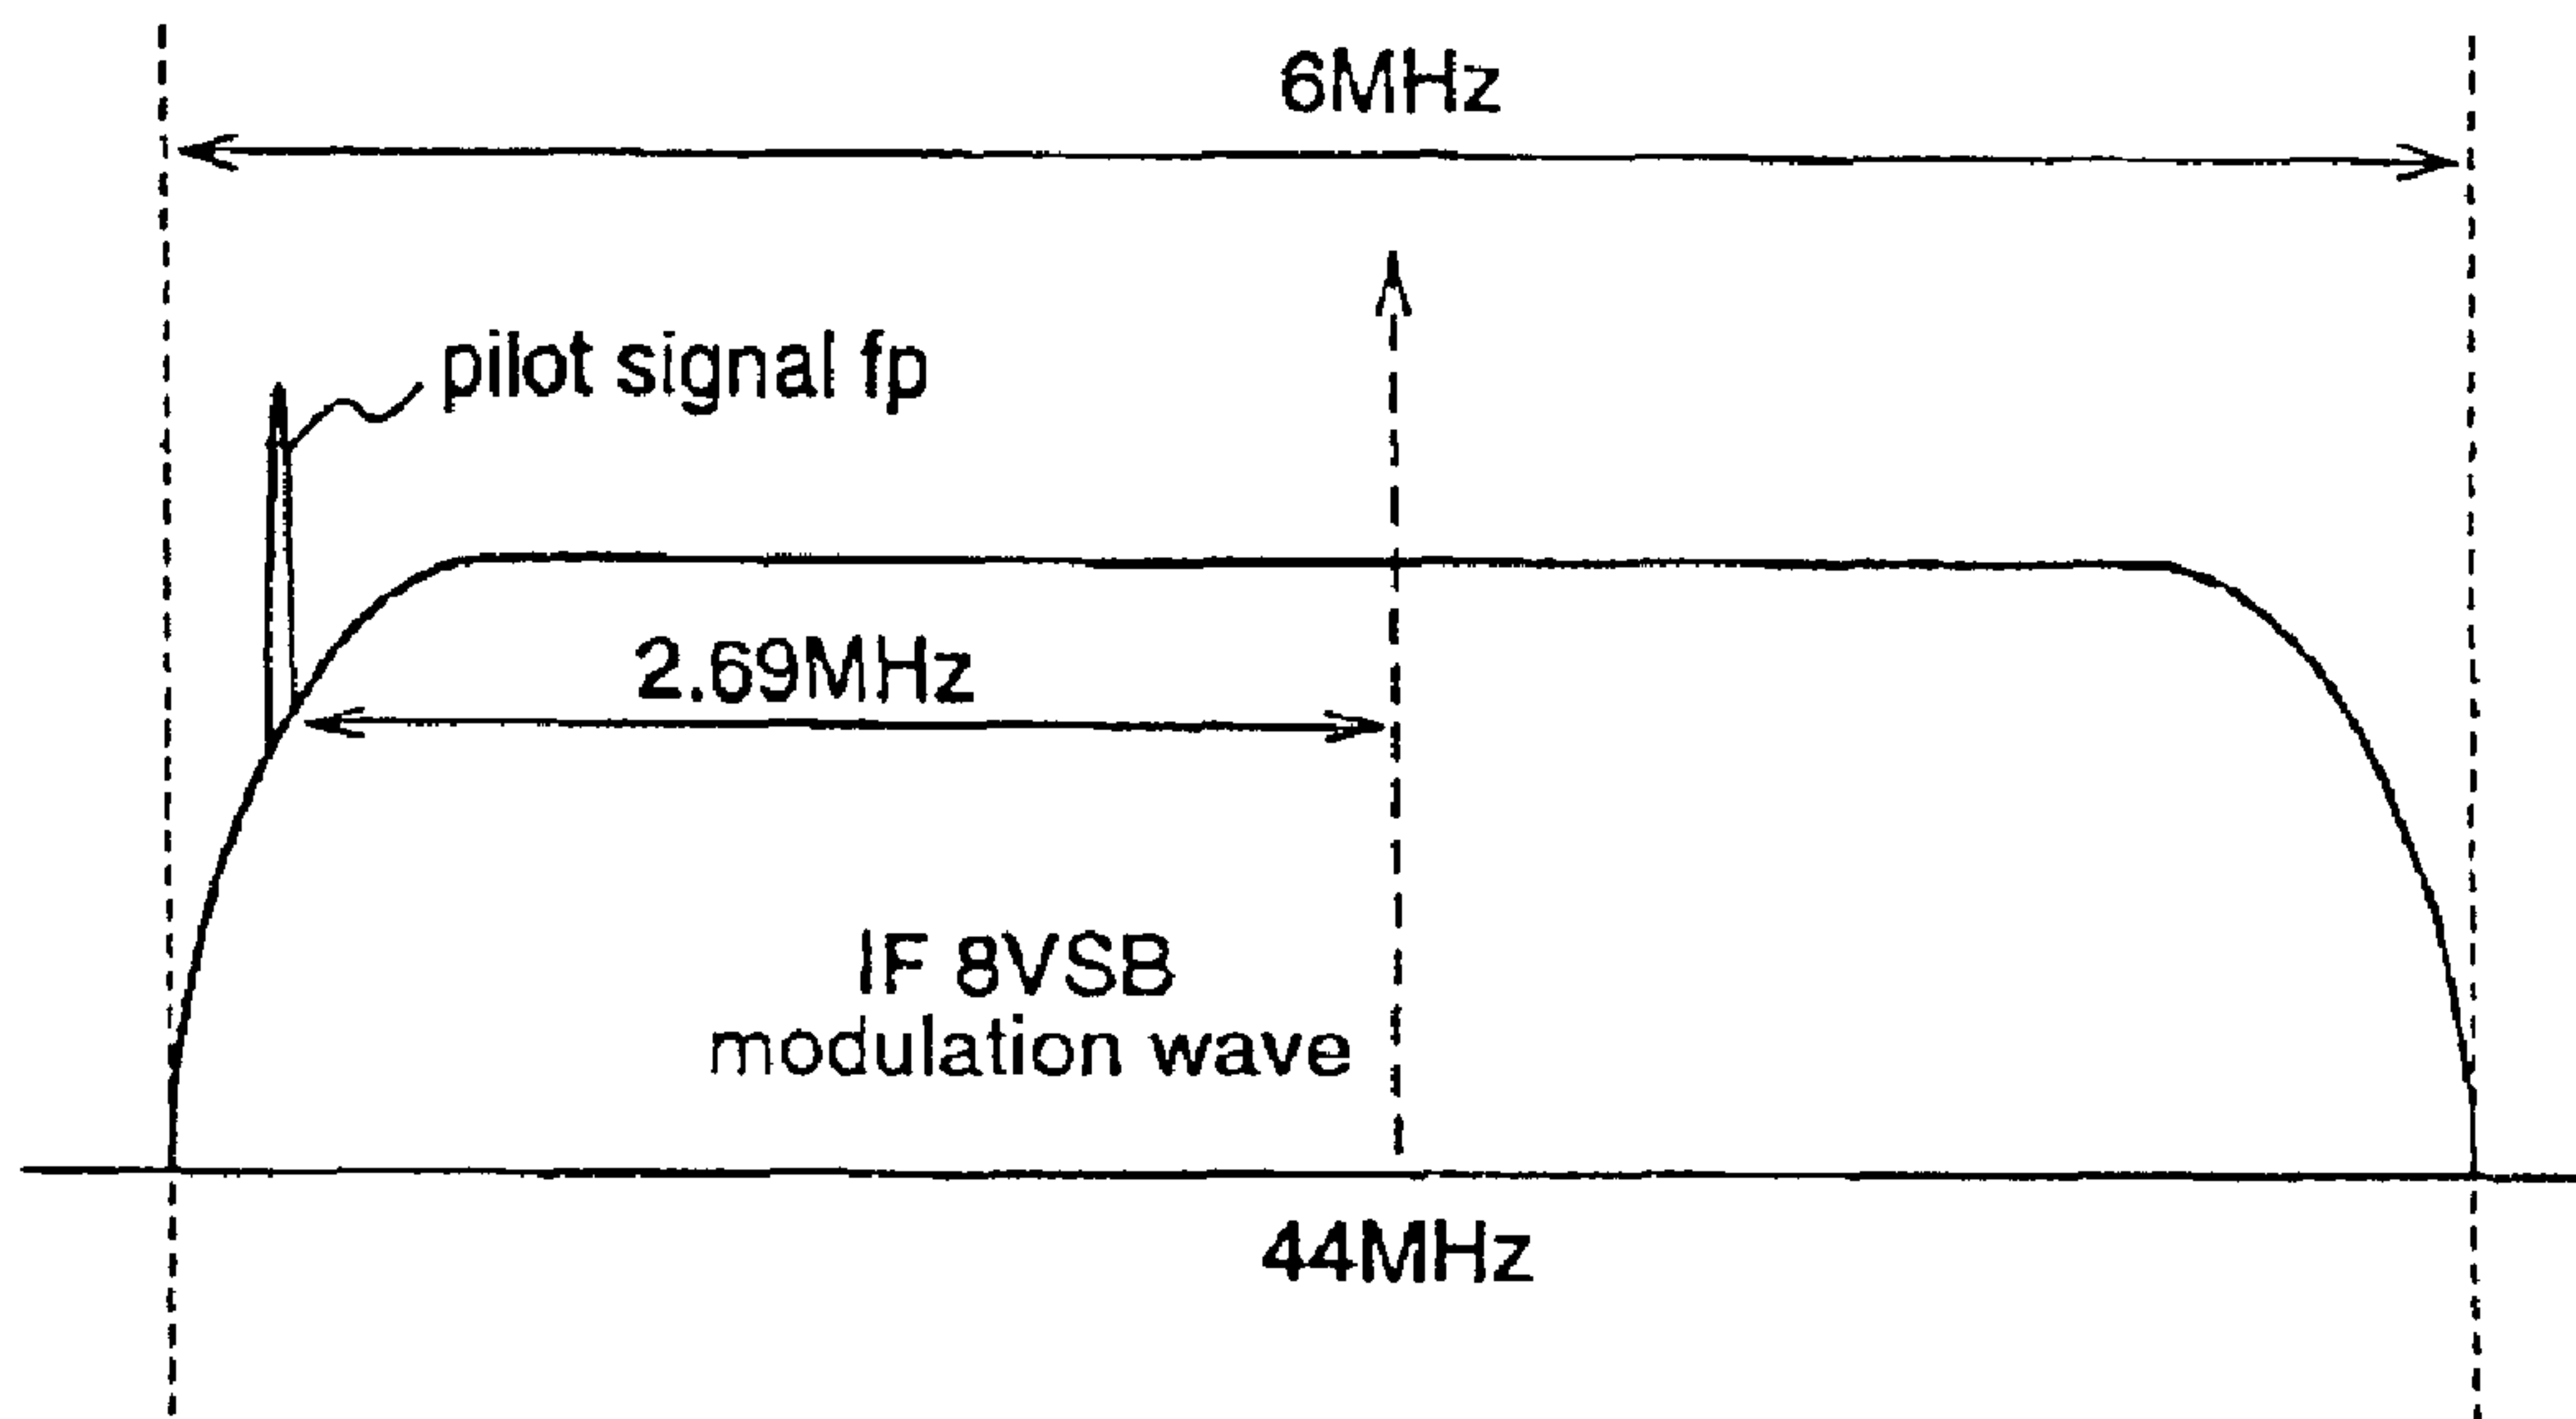 6MHz
pilot signal fp
2.69MHz
IF 8VSB
modulation wave
44MHz